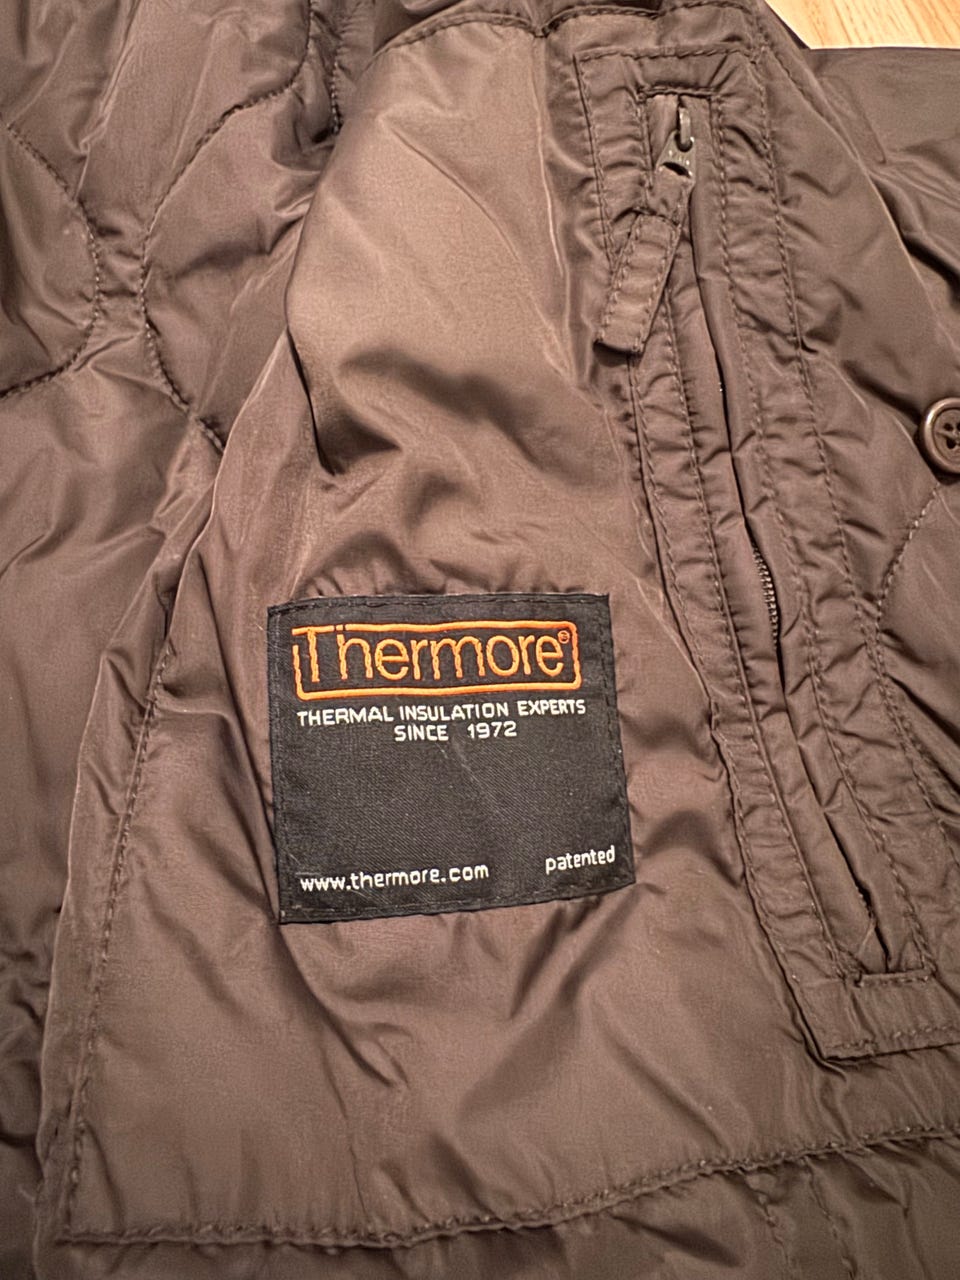 Thermore®
THERMAL INSULATION EXPERTS
SINCE 1972
www.thermore.com
patented